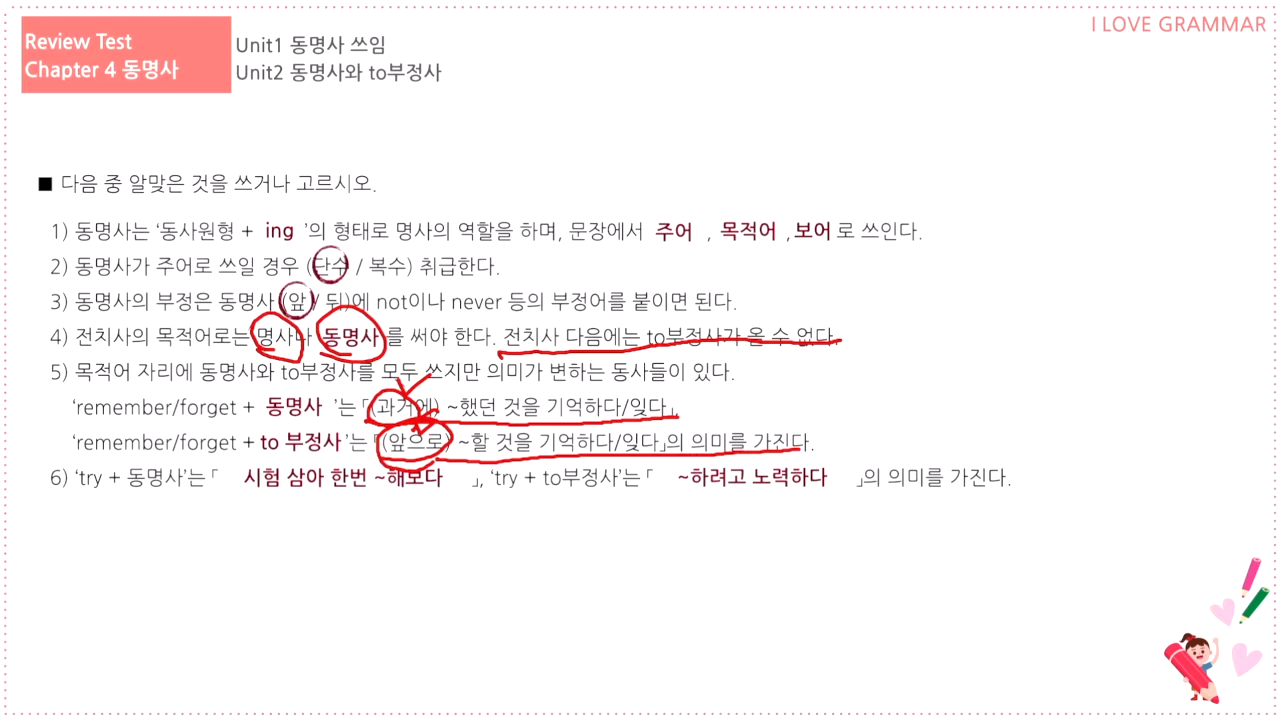 I LOVE GRAMMAR
Review Test
Chapter 4 동명사
Unit1 동명사 쓰임
Unit2 동명사와 to부정사
■ 다음 중 알맞은 것을 쓰거나 고르시오.
1) 동명사는 ‘동사원형 + ing ’의 형태로 명사의 역할을 하며, 문장에서 주어 , 목적어 , 보어 로 쓰인다.
2) 동명사가 주어로 쓰일 경우 (단수 / 복수) 취급한다.
3) 동명사의 부정은 동명사 (앞 / 뒤)에 not이나 never 등의 부정어를 붙이면 된다.
4) 전치사의 목적어로는 명사나 동명사 를 써야 한다. 전치사 다음에는 to부정사가 올 수 없다.
5) 목적어 자리에 동명사와 to부정사를 모두 쓰지만 의미가 변하는 동사들이 있다.
‘remember/forget + 동명사 ’는 「(과거에) ~했던 것을 기억하다/잊다」,
‘remember/forget + to 부정사 ’는 「(앞으로) ~할 것을 기억하다/잊다」의 의미를 가진다.
6) ‘try + 동명사’는 「 시험 삼아 한번 ~해보다 」, ‘try + to부정사’는 「 ~하려고 노력하다 」의 의미를 가진다.